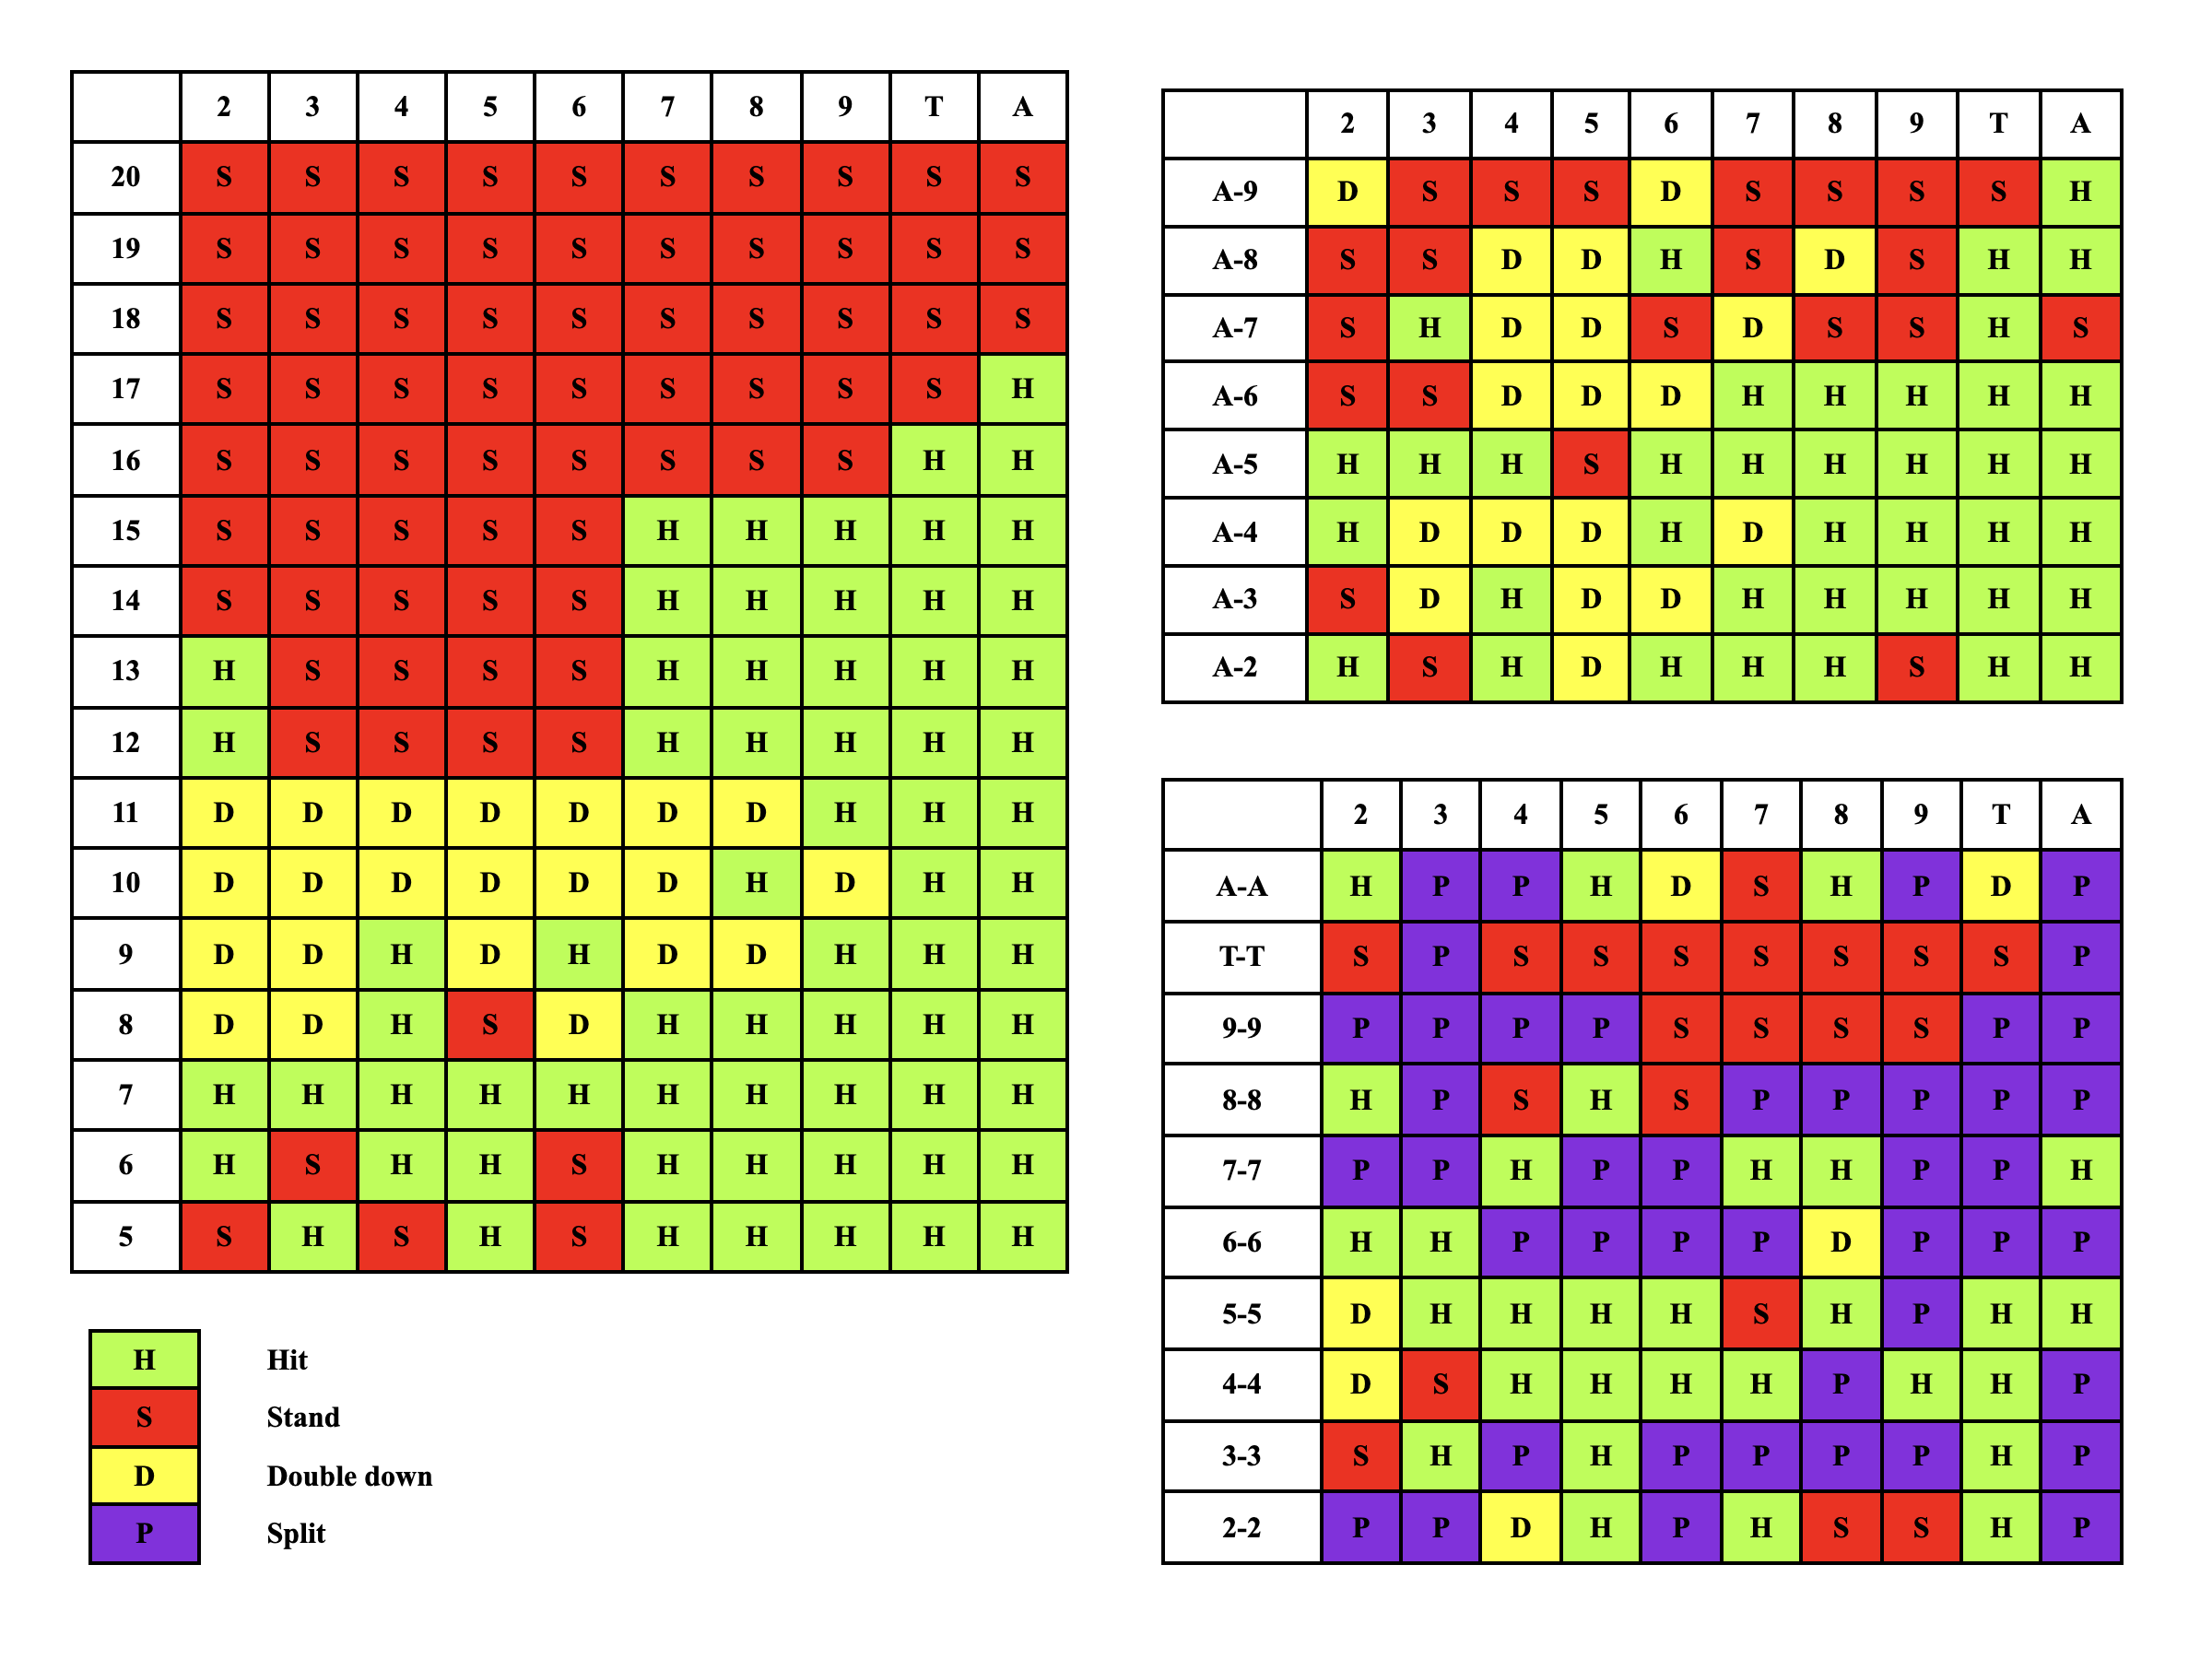 2 3 4 5 6 7 8 9 T A
20 S S S S S S S S S S
19 S S S S S S S S S S
18 S S S S S S S S S S
17 S S S S S S S S S H
16 S S S S S S S S H H
15 S S S S S H H H H H
14 S S S S S H H H H H
13 H S S S S H H H H H
12 H S S S S H H H H H
11 D D D D D D D H H H
10 D D D D D D H D H H
9 D D H D H D D H H H
8 D D H S D H H H H H
7 H H H H H H H H H H
6 H S H H S H H H H H
5 S H S H S H H H H H
H Hit
S Stand
D Double down
P Split
2 3 4 5 6 7 8 9 T A
A-9 D S S S D S S S S H
A-8 S S D D H S D S H H
A-7 S H D D S D S S H S
A-6 S S D D D H H H H H
A-5 H H H S H H H H H H
A-4 H D D D H D H H H H
A-3 S D H D D H H H H H
A-2 H S H D H H H S H H
2 3 4 5 6 7 8 9 T A
A-A H P P H D S H P D P
T-T S P S S S S S S S P
9-9 P P P P S S S S P P
8-8 H P S H S P P P P P
7-7 P P H P P H H P P H
6-6 H H P P P P D P P P
5-5 D H H H H S H P H H
4-4 D S H H H H P H H P
3-3 S H P H P P P P H P
2-2 P P D H P H S S H P